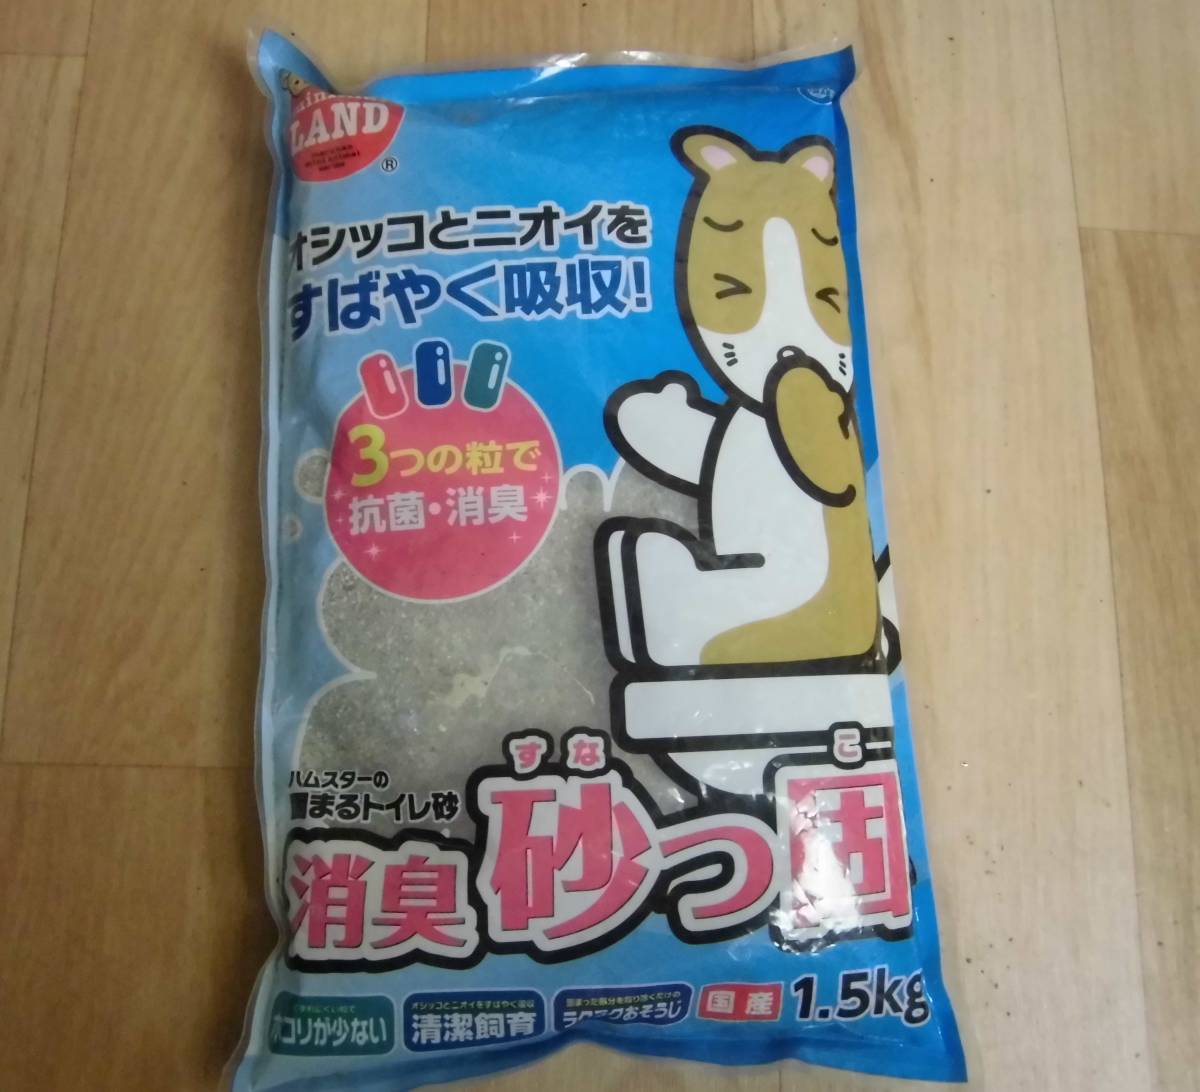 LAND
®
オシッコとニオイを
すばやく吸収!
3つの粒で
抗菌・消臭
ハムスターの
固まるトイレ砂
すな こ
消臭 砂っ固
ホコリが少ない
オシッコとニオイをすばやく吸収
清潔飼育
固まった部分を取り除くだけの
ラクラクおそうじ
国産
1.5kg